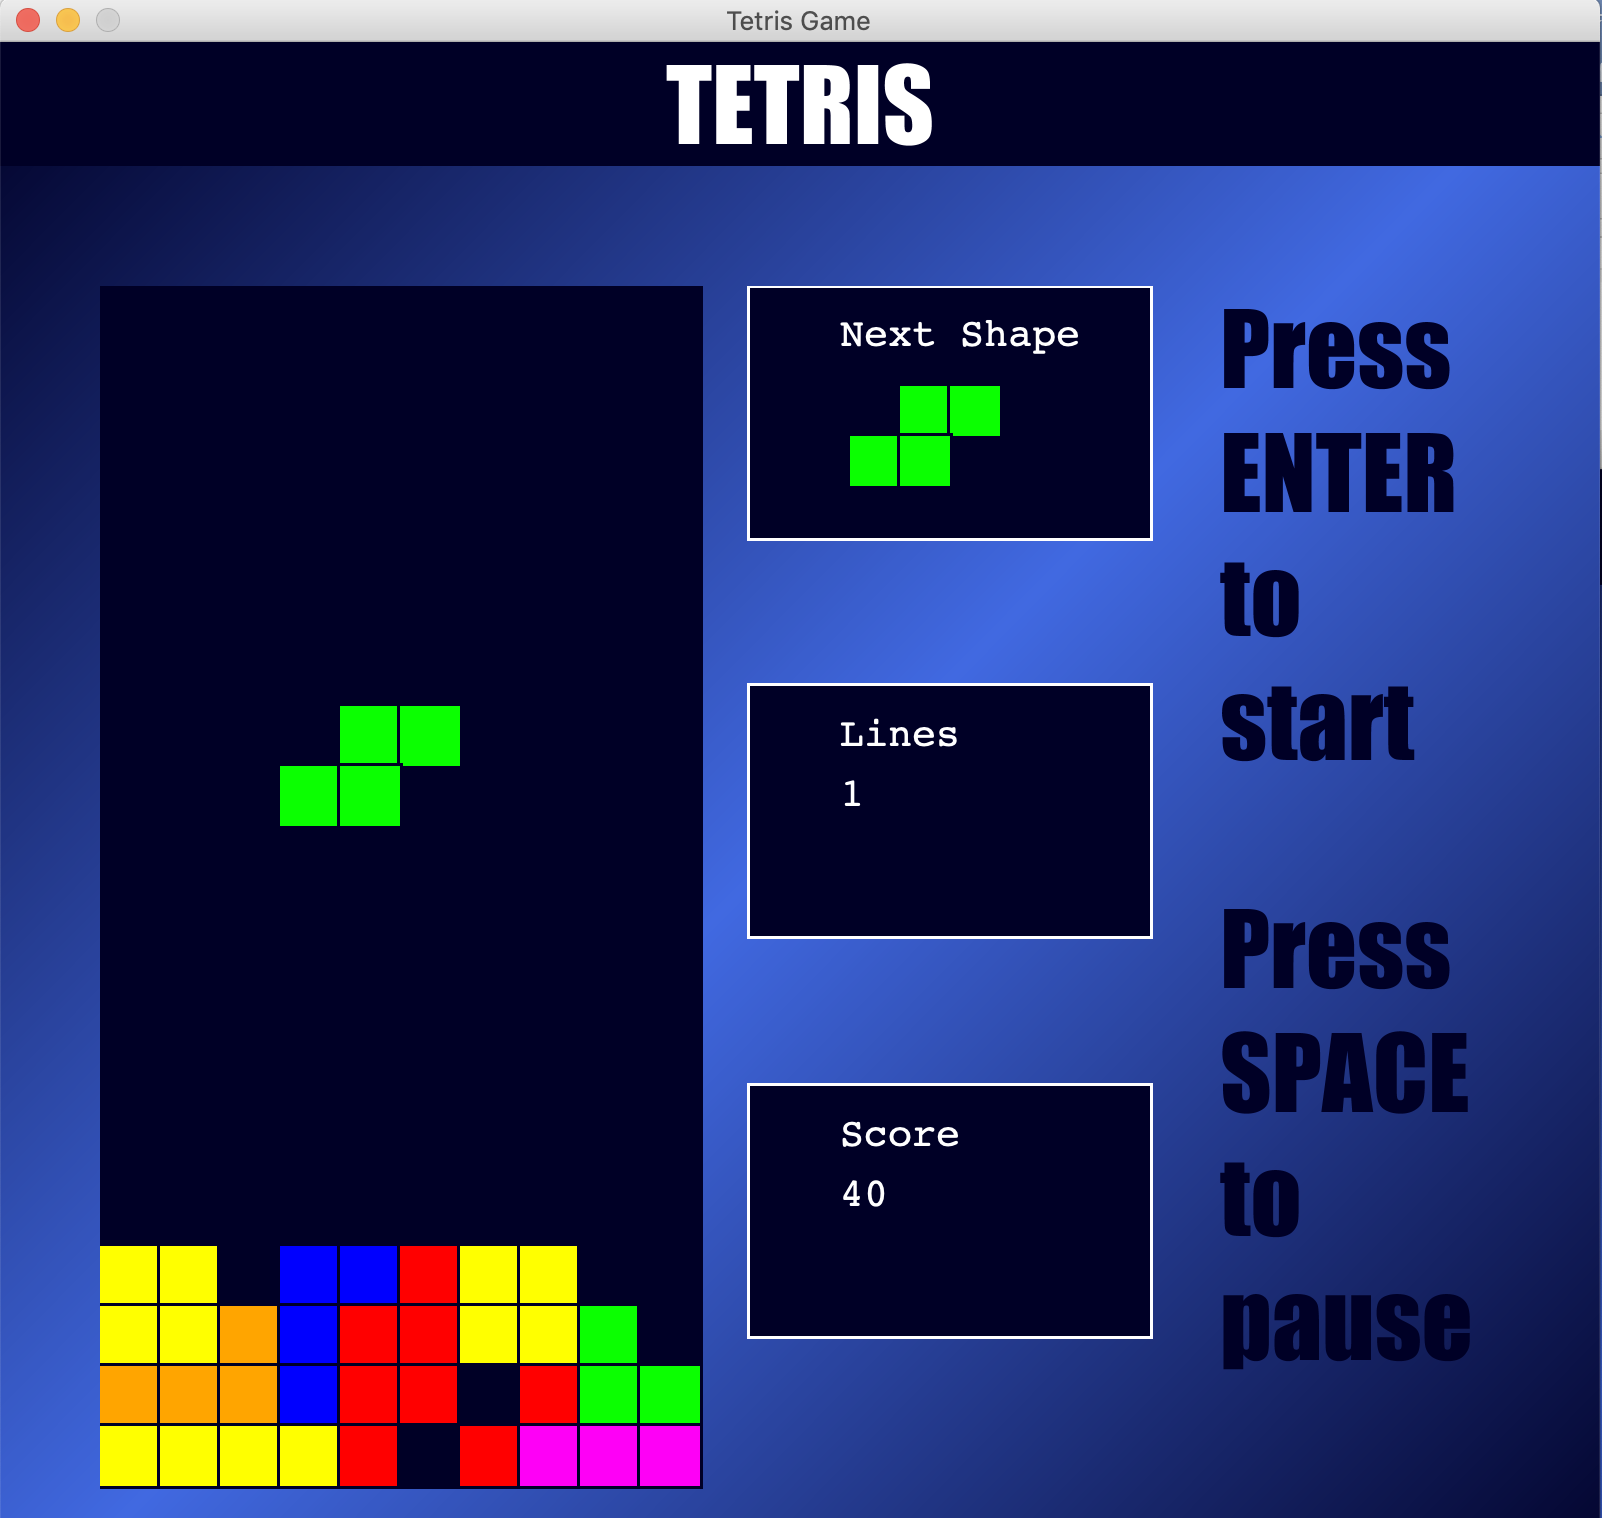 Tetris Game
TETRIS
Next Shape
Lines
1
Score
40
Press
ENTER
to
start
Press
SPACE
to
pause